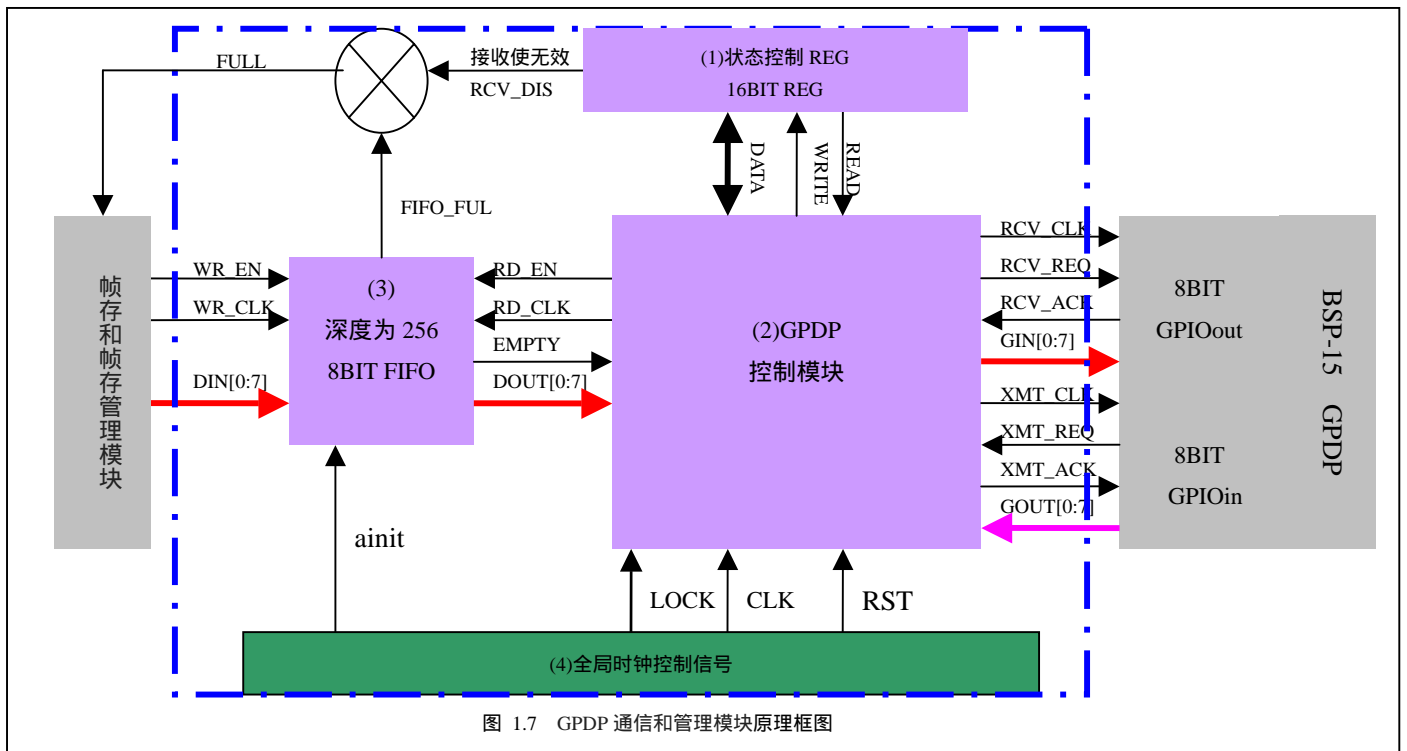 FULL
接收使无效
RCV_DIS
(1)状态控制 REG
16BIT REG
DATA
WRITE
READ
FIFO_FUL
帧存和帧存管理模块
WR_EN
WR_CLK
DIN[0:7]
(3)
深度为 256
8BIT FIFO
RD_EN
RD_CLK
EMPTY
DOUT[0:7]
(2)GPDP
控制模块
RCV_CLK
RCV_REQ
RCV_ACK
GIN[0:7]
XMT_CLK
XMT_REQ
XMT_ACK
GOUT[0:7]
8BIT
GPIOout
8BIT
GPIOin
BSP-15 GPDP
ainit
LOCK
CLK
RST
(4)全局时钟控制信号
图 1.7 GPDP 通信和管理模块原理框图